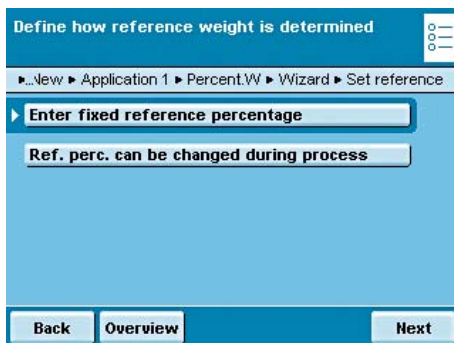 Define how reference weight is determined
...New ▸ Application 1 ▸ Percent.W ▸ Wizard ▸ Set reference
Enter fixed reference percentage
Ref. perc. can be changed during process
Back Overview Next